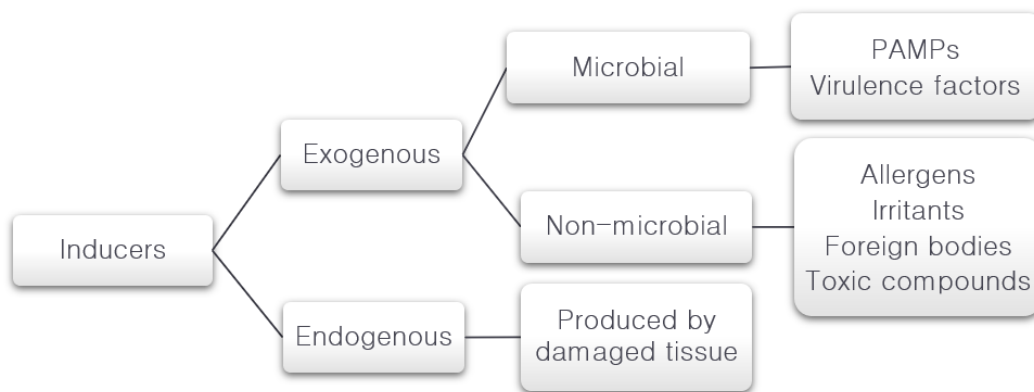 Inducers
Exogenous
Microbial
PAMPs
Virulence factors
Non-microbial
Allergens
Irritants
Foreign bodies
Toxic compounds
Endogenous
Produced by
damaged tissue